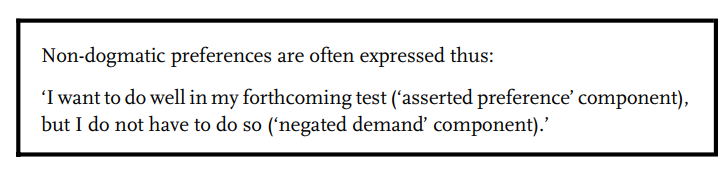 Non-dogmatic preferences are often expressed thus:
‘I want to do well in my forthcoming test (‘asserted preference’ component),
but I do not have to do so (‘negated demand’ component).’